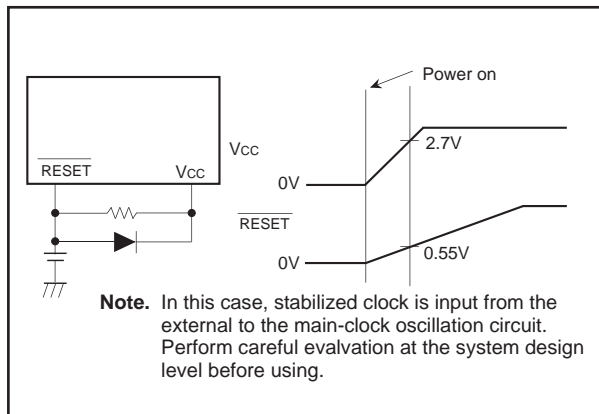 Power on
Vcc
2.7V
RESET
Vcc
0V
RESET
0.55V
0V
Note. In this case, stabilized clock is input from the
external to the main-clock oscillation circuit.
Perform careful evalvation at the system design
level before using.